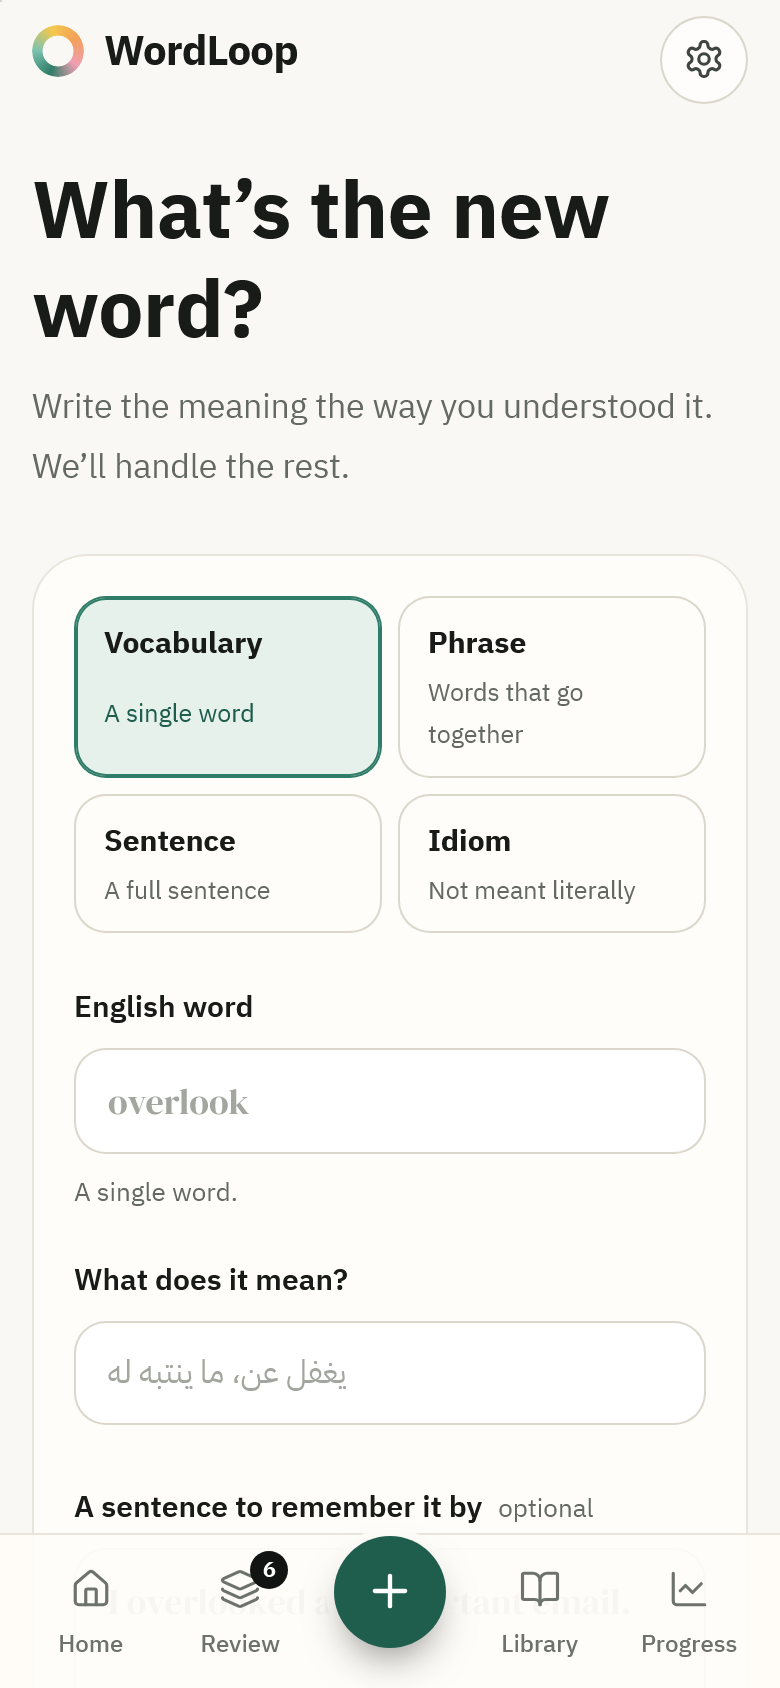 WordLoop
What’s the new
word?
Write the meaning the way you understood it.
We’ll handle the rest.
Vocabulary
A single word
Phrase
Words that go
together
Sentence
A full sentence
Idiom
Not meant literally
English word
overlook
A single word.
What does it mean?
يغفل عن، ما ينتبه له
A sentence to remember it by optional
I overlooked a tant email.
6
Home
Review
Library
Progress